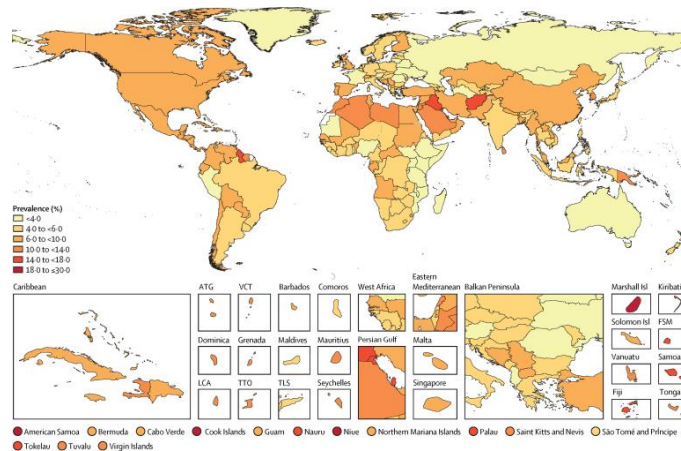 Prevalence (%)
<4·0
4·0 to <6·0
6·0 to <10·0
10·0 to <14·0
14·0 to <18·0
18·0 to ≤30·0
Caribbean
ATG
VCT
Barbados
Comoros
West Africa
Eastern
Mediterranean
Balkan Peninsula
Marshall Isl
Kiribati
Solomon Isl
FSM
Dominica
Grenada
Maldives
Mauritius
Persian Golf
Malta
Vanuatu
Samoa
LCA
TTO
TLS
Seychelles
Singapore
Fiji
Tonga
American Samoa
Bermuda
Cabo Verde
Cook Islands
Guam
Nauru
Niue
Northern Mariana Islands
Palau
Saint Kitts and Nevis
São Tomé and Príncipe
Tokelau
Tuvalu
Virgin Islands